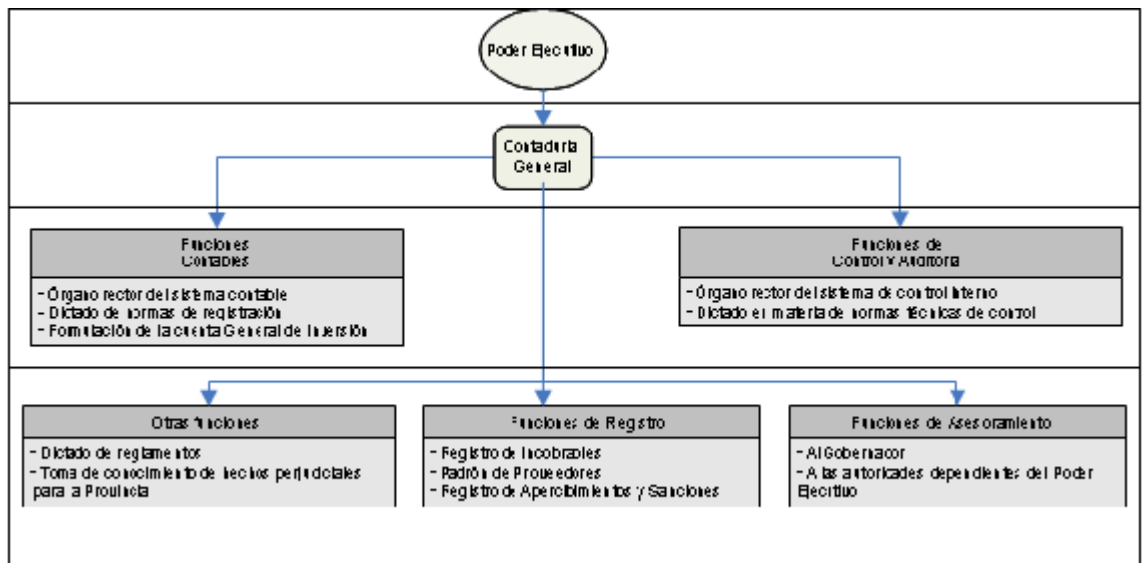 Poder Ejecutivo
Contaduría
General
Funciones
Contables
- Órgano rector del sistema contable
- Dictado de normas de registración
- Formulación de la cuenta General de Inversión
Funciones de
Control y Auditoría
- Órgano rector del sistema de control interno
- Dictado en materia de normas técnicas de control
Otras funciones
- Dictado de reglamentos
- Toma de conocimiento de hechos perjudiciales
para la Provincia
Funciones de Registro
- Registro de Incobrables
- Padrón de Proveedores
- Registro de Apercibimientos y Sanciones
Funciones de Asesoramiento
- Al Gobernador
- A las autoridades dependientes del Poder
Ejecutivo